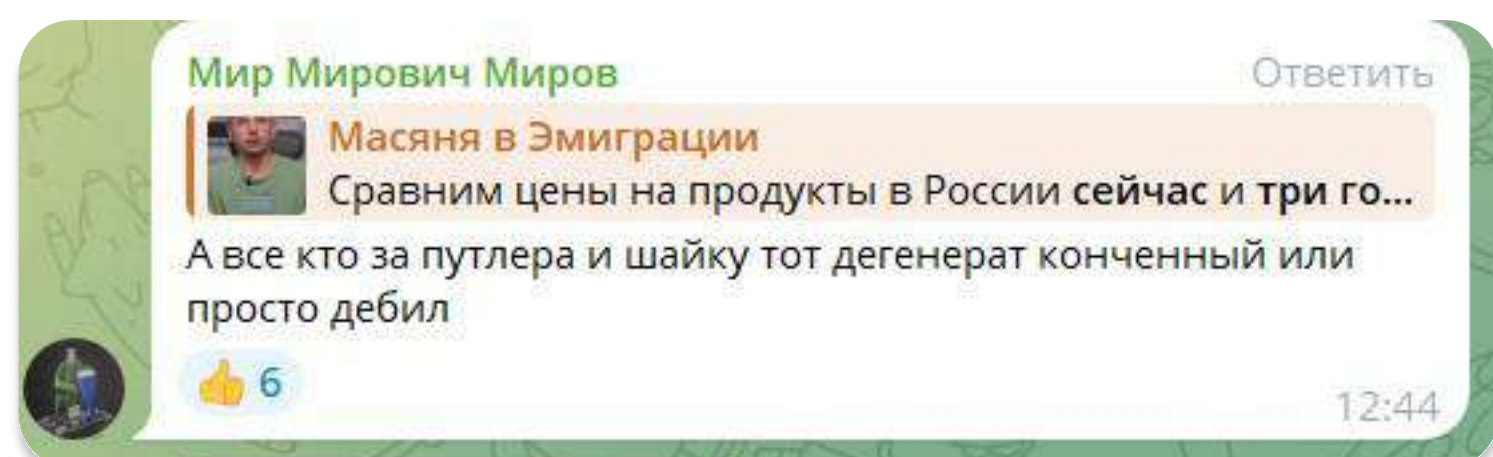 Мир Мирович Миров
Ответить
Масяня в Эмиграции
Сравним цены на продукты в России сейчас и три го...
А все кто за путлера и шайку тот дегенерат конченный или
просто дебил
6
12:44